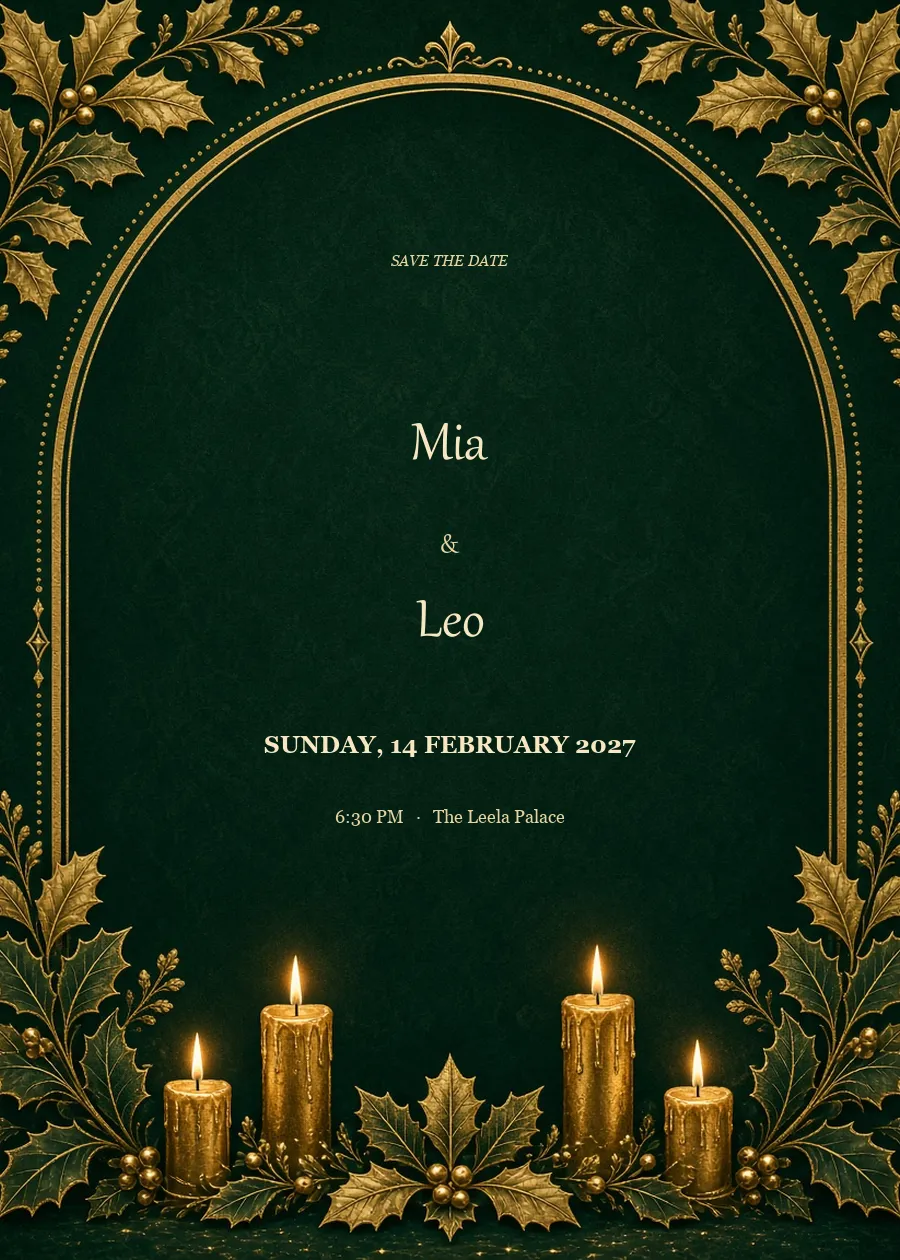 SAVE THE DATE
Mia
&
Leo
SUNDAY, 14 FEBRUARY 2027
6:30 PM · The Leela Palace